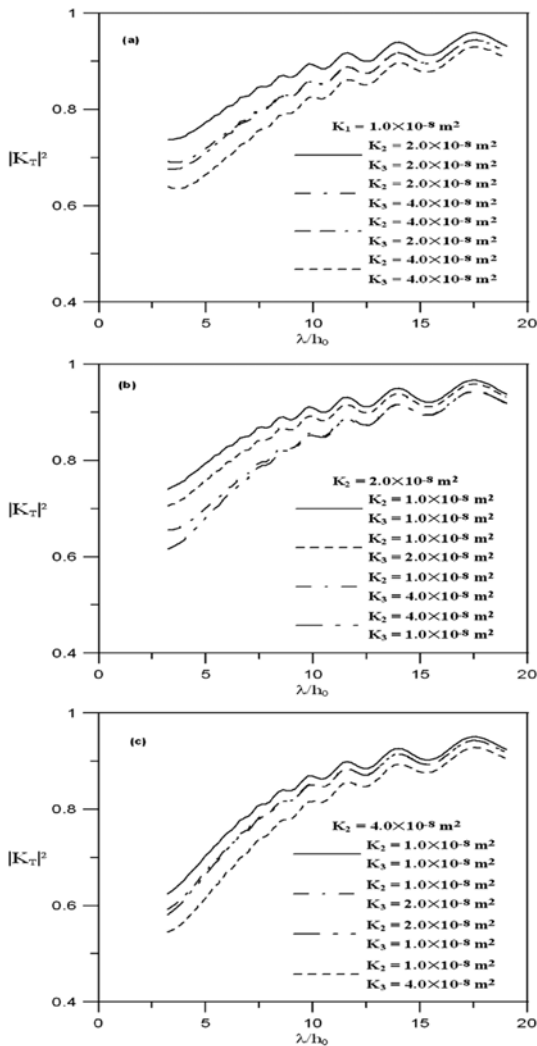 (a)
1
0.8
0.6
0.4
|K_T|²
K₁ = 1.0×10⁻⁸ m²
K₂ = 2.0×10⁻⁸ m²
K₃ = 2.0×10⁻⁸ m²
K₂ = 2.0×10⁻⁸ m²
K₃ = 4.0×10⁻⁸ m²
K₂ = 4.0×10⁻⁸ m²
K₃ = 2.0×10⁻⁸ m²
K₂ = 4.0×10⁻⁸ m²
K₃ = 4.0×10⁻⁸ m²
0 5 10 15 20
λ/h₀
(b)
1
0.8
0.6
0.4
|K_T|²
K₂ = 2.0×10⁻⁸ m²
K₂ = 1.0×10⁻⁸ m²
K₃ = 1.0×10⁻⁸ m²
K₂ = 1.0×10⁻⁸ m²
K₃ = 2.0×10⁻⁸ m²
K₂ = 1.0×10⁻⁸ m²
K₃ = 4.0×10⁻⁸ m²
K₂ = 4.0×10⁻⁸ m²
K₃ = 1.0×10⁻⁸ m²
0 5 10 15 20
λ/h₀
(c)
1
0.8
0.6
0.4
|K_T|²
K₂ = 4.0×10⁻⁸ m²
K₂ = 1.0×10⁻⁸ m²
K₃ = 1.0×10⁻⁸ m²
K₂ = 1.0×10⁻⁸ m²
K₃ = 2.0×10⁻⁸ m²
K₂ = 2.0×10⁻⁸ m²
K₃ = 1.0×10⁻⁸ m²
K₂ = 1.0×10⁻⁸ m²
K₃ = 4.0×10⁻⁸ m²
0 5 10 15 20
λ/h₀